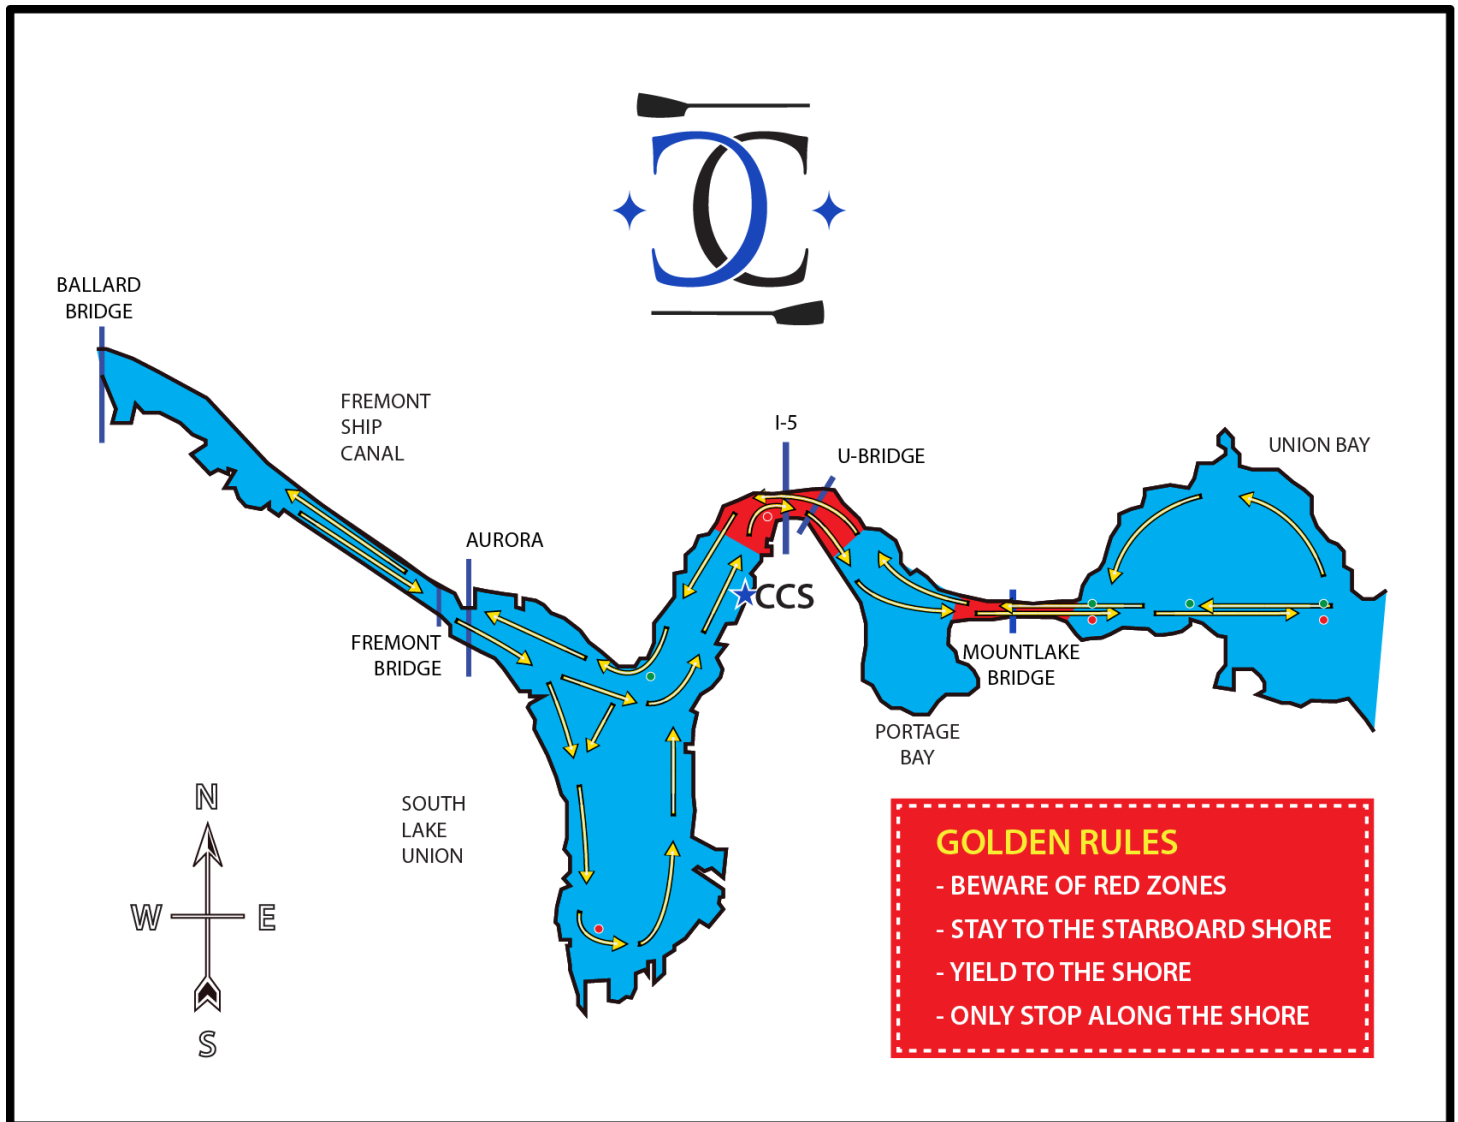 BALLARD
BRIDGE
FREMONT
SHIP
CANAL
I-5
U-BRIDGE
UNION BAY
AURORA
CCS
FREMONT
BRIDGE
MOUNTLAKE
BRIDGE
PORTAGE
BAY
SOUTH
LAKE
UNION
N
W E
S
GOLDEN RULES
- BEWARE OF RED ZONES
- STAY TO THE STARBOARD SHORE
- YIELD TO THE SHORE
- ONLY STOP ALONG THE SHORE